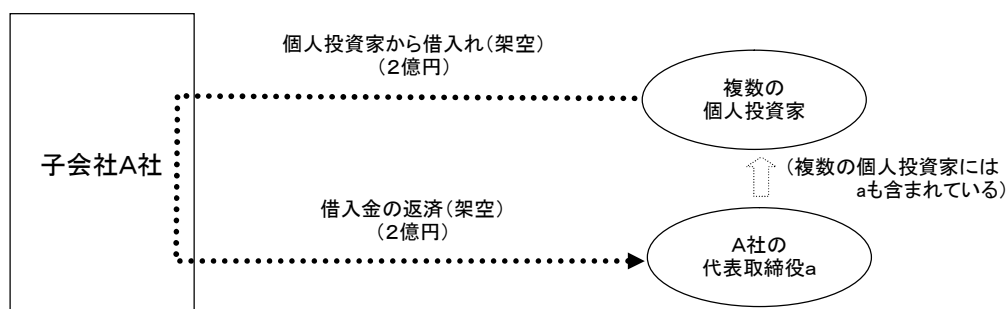 個人投資家から借入れ（架空）
（２億円）
複数の
個人投資家
子会社Ａ社
（複数の個人投資家には
ａも含まれている）
借入金の返済（架空）
（２億円）
Ａ社の
代表取締役ａ